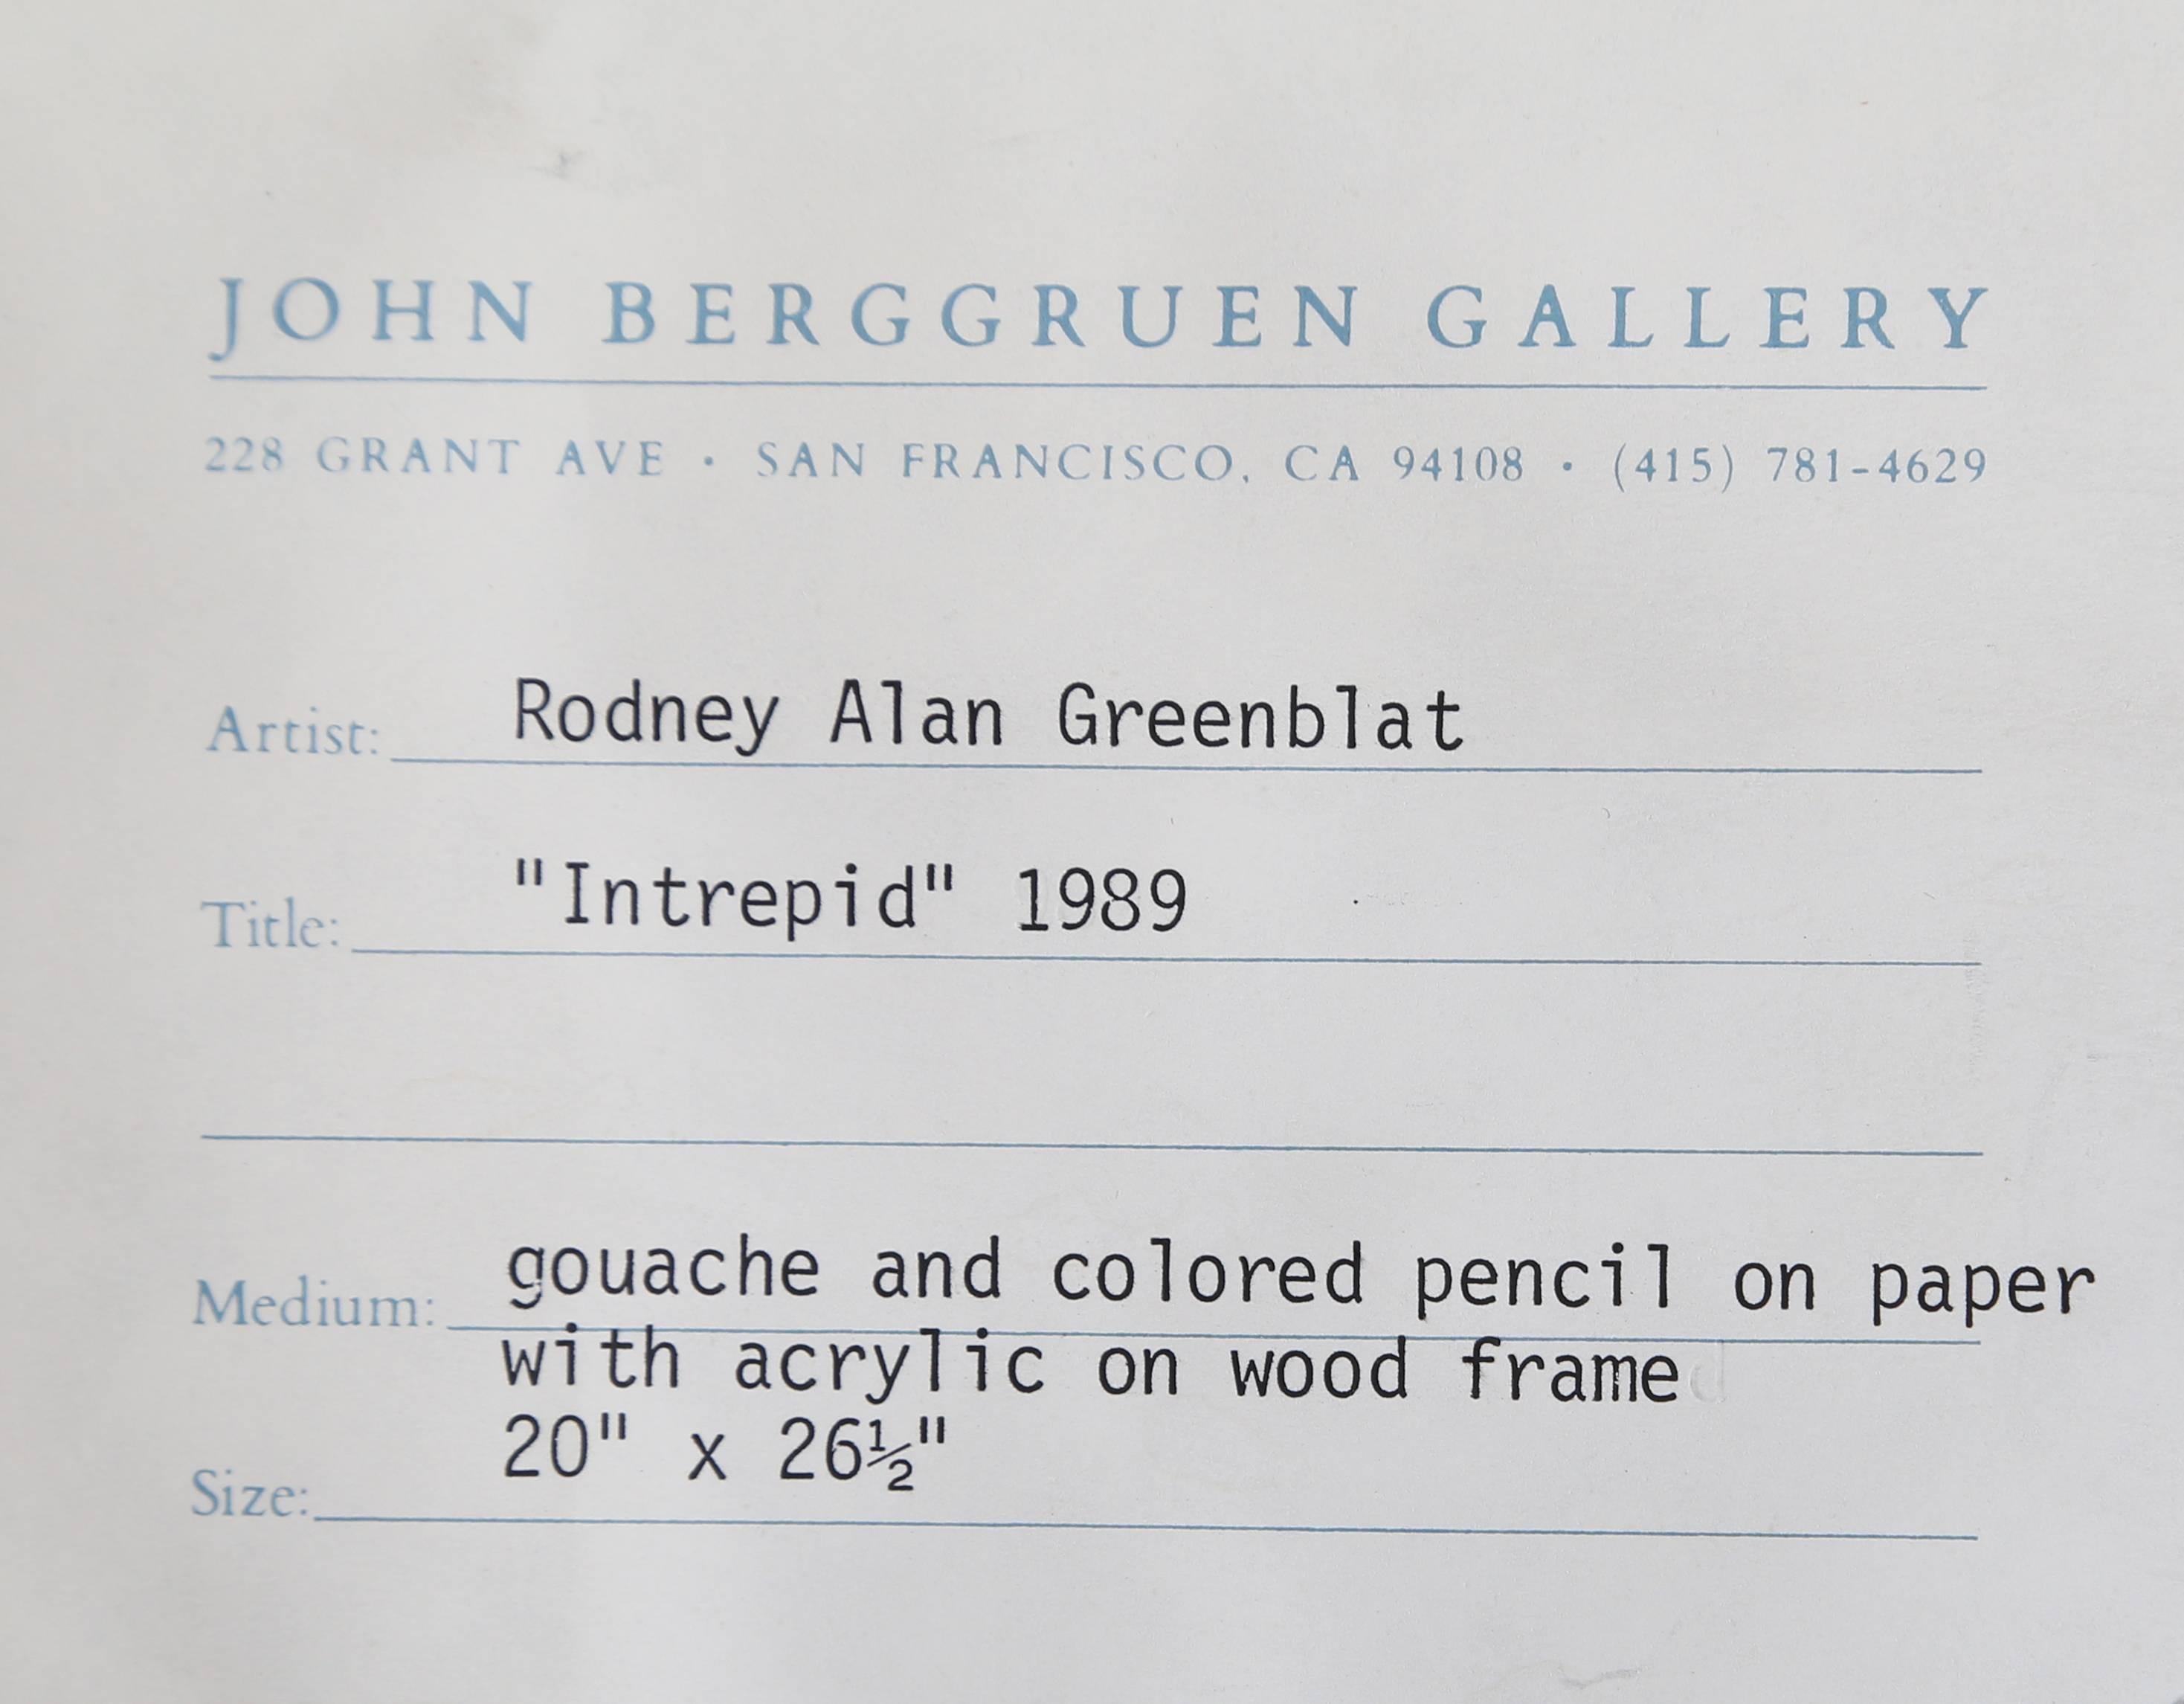 JOHN BERGGRUEN GALLERY
228 GRANT AVE · SAN FRANCISCO, CA 94108 · (415) 781-4629
Artist: Rodney Alan Greenblat
Title: "Intrepid" 1989
Medium: gouache and colored pencil on paper
with acrylic on wood frame
Size: 20" x 26½"